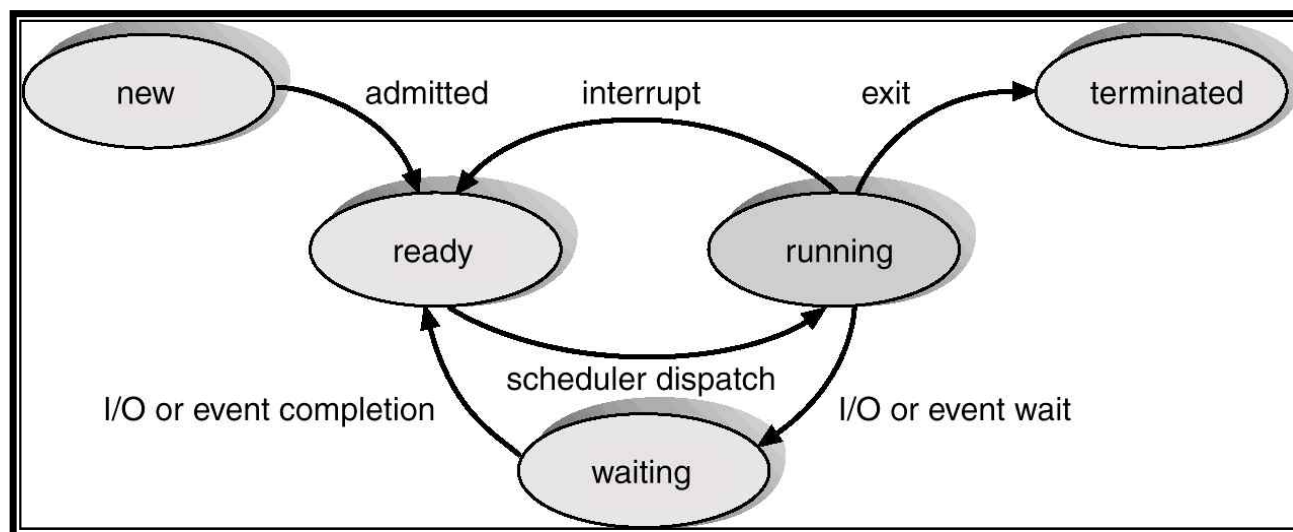 new
admitted
interrupt
exit
terminated
ready
running
scheduler dispatch
I/O or event completion
I/O or event wait
waiting